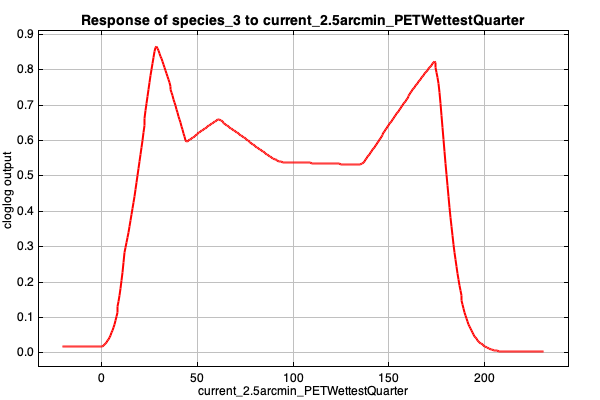 Response of species_3 to current_2.5arcmin_PETWettestQuarter
0.9
0.8
0.7
0.6
0.5
0.4
0.3
0.2
0.1
0.0
cloglog output
0 50 100 150 200
current_2.5arcmin_PETWettestQuarter